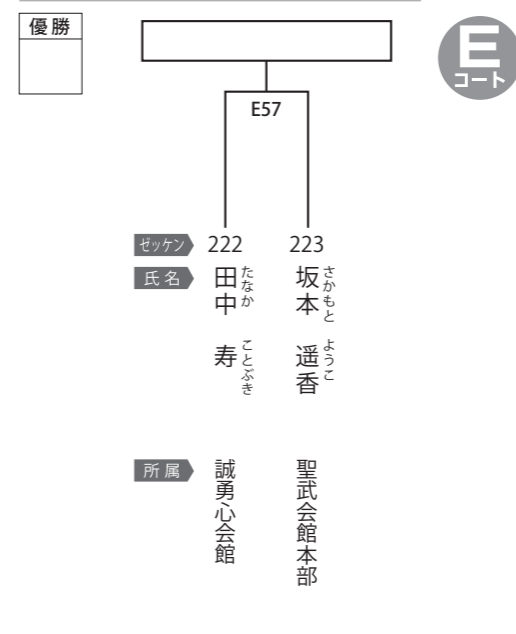 優勝
E
コート
E57
ゼッケン 222 223
氏名
田中 寿
たなか ことぶき
坂本 遥香
さかもと ようこ
所属
誠勇心会館
聖武会館本部